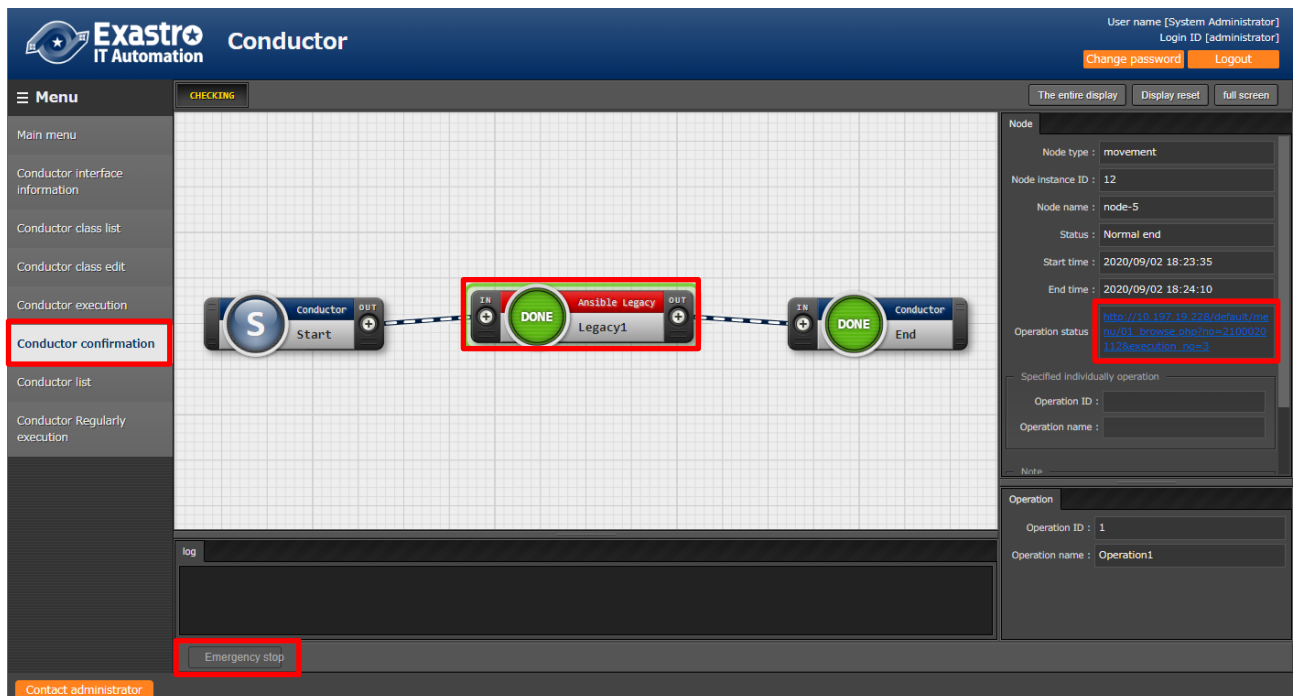 Exastro
IT Automation
Conductor
User name [System Administrator]
Login ID [administrator]
Change password
Logout
Menu
Main menu
Conductor interface
information
Conductor class list
Conductor class edit
Conductor execution
Conductor confirmation
Conductor list
Conductor Regularly
execution
Contact administrator
CHECKING
The entire display
Display reset
full screen
S
Conductor
Start
OUT
IN
DONE
Ansible Legacy
Legacy1
OUT
IN
DONE
Conductor
End
log
Emergency stop
Node
Node type : movement
Node instance ID : 12
Node name : node-5
Status : Normal end
Start time : 2020/09/02 18:23:35
End time : 2020/09/02 18:24:10
Operation status
http://10.197.19.228/default/me
nu/01_browse.php?no=2100020
112&execution_no=3
Specified individually operation
Operation ID :
Operation name :
Note
Operation
Operation ID : 1
Operation name : Operation1